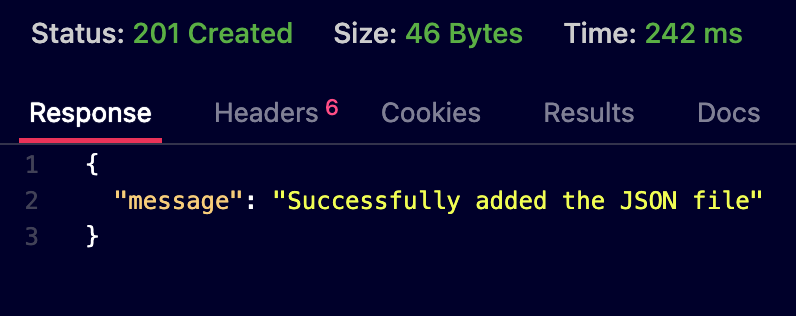 Status: 201 Created Size: 46 Bytes Time: 242 ms
Response Headers 6 Cookies Results Docs
1 {
2 "message": "Successfully added the JSON file"
3 }